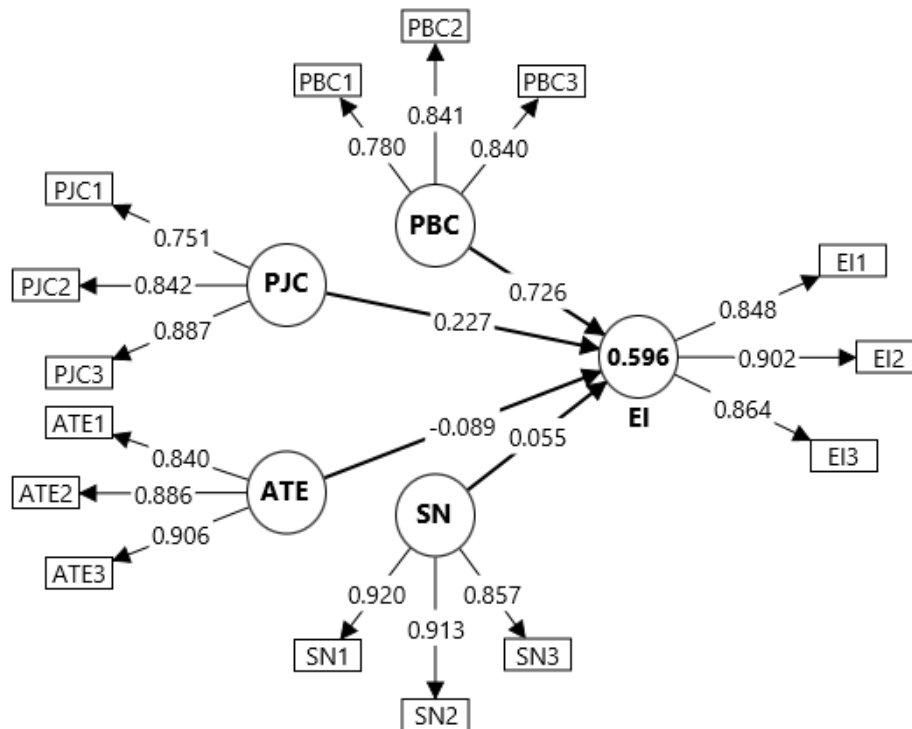 PBC2
PBC1
PBC3
0.841
0.780
0.840
PJC1
PBC
0.751
PJC2
0.842
PJC
EI1
0.726
0.848
0.887
0.227
PJC3
0.596
0.902
EI2
EI
0.864
ATE1
-0.089
0.055
0.840
EI3
ATE2
0.886
ATE
SN
0.906
ATE3
0.920
0.857
0.913
SN1
SN3
SN2